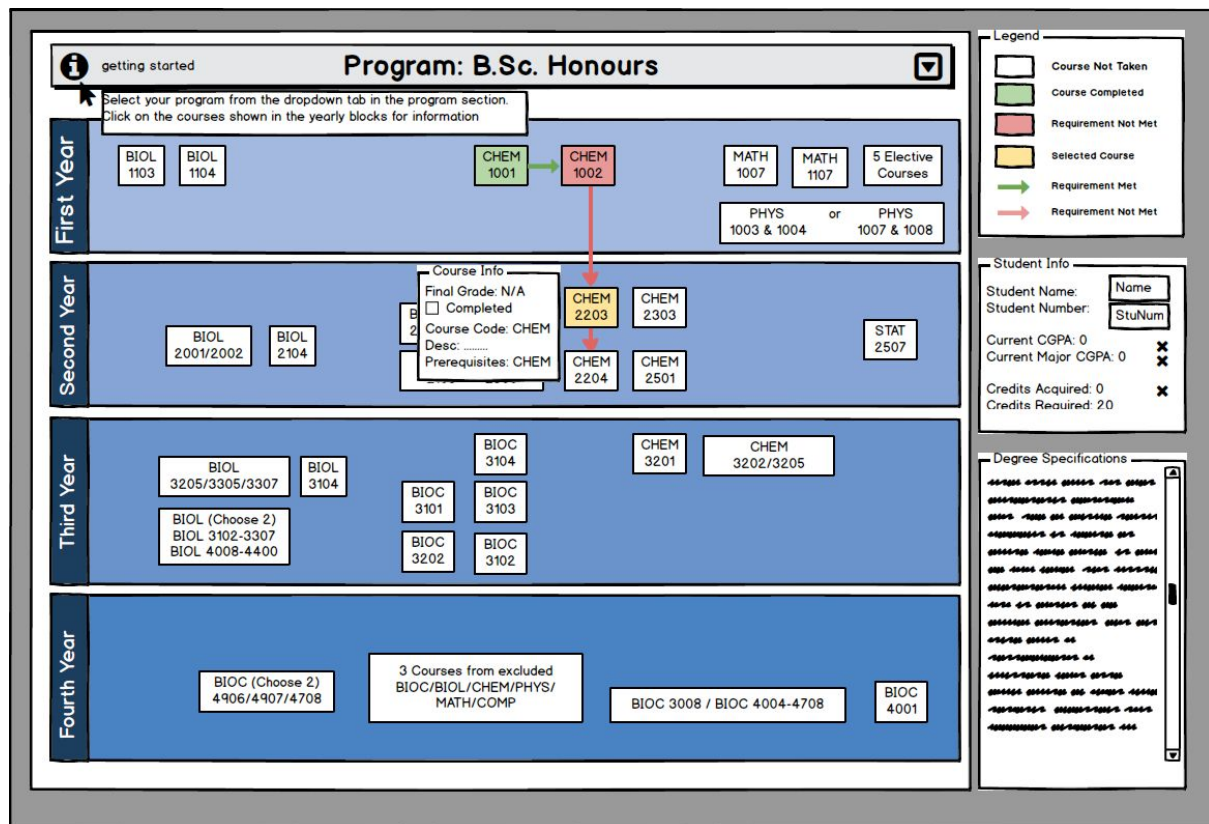 getting started
Program: B.Sc. Honours
Select your program from the dropdown tab in the program section.
Click on the courses shown in the yearly blocks for information
First Year
BIOL
1103
BIOL
1104
CHEM
1001
CHEM
1002
MATH
1007
MATH
1107
5 Elective
Courses
PHYS
1003 & 1004
or
PHYS
1007 & 1008
Second Year
BIOL
2001/2002
BIOL
2104
Course Info
Final Grade: N/A
Completed
Course Code: CHEM
Desc: .........
Prerequisites: CHEM
CHEM
2203
CHEM
2303
CHEM
2204
CHEM
2501
STAT
2507
Third Year
BIOL
3205/3305/3307
BIOL
3104
BIOL (Choose 2)
BIOL 3102-3307
BIOL 4008-4400
BIOC
3104
BIOC
3101
BIOC
3103
BIOC
3202
BIOC
3102
CHEM
3201
CHEM
3202/3205
Fourth Year
BIOC (Choose 2)
4906/4907/4708
3 Courses from excluded
BIOC/BIOL/CHEM/PHYS/
MATH/COMP
BIOC 3008 / BIOC 4004-4708
BIOC
4001
Legend
Course Not Taken
Course Completed
Requirement Not Met
Selected Course
Requirement Met
Requirement Not Met
Student Info
Student Name: Name
Student Number: StuNum
Current CGPA: 0
Current Major CGPA: 0
Credits Acquired: 0
Credits Required: 20
Degree Specifications